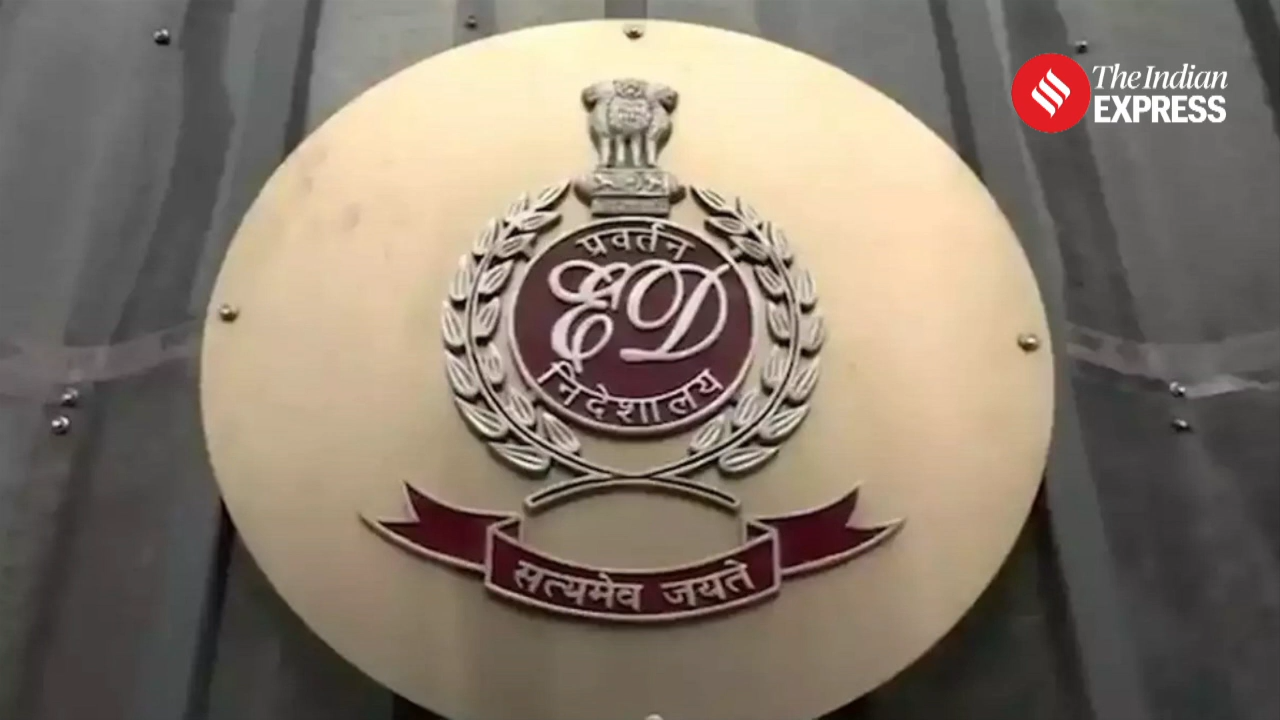 The Indian
EXPRESS
प्रवर्तन
ED
निदेशालय
सत्यमेव जयते